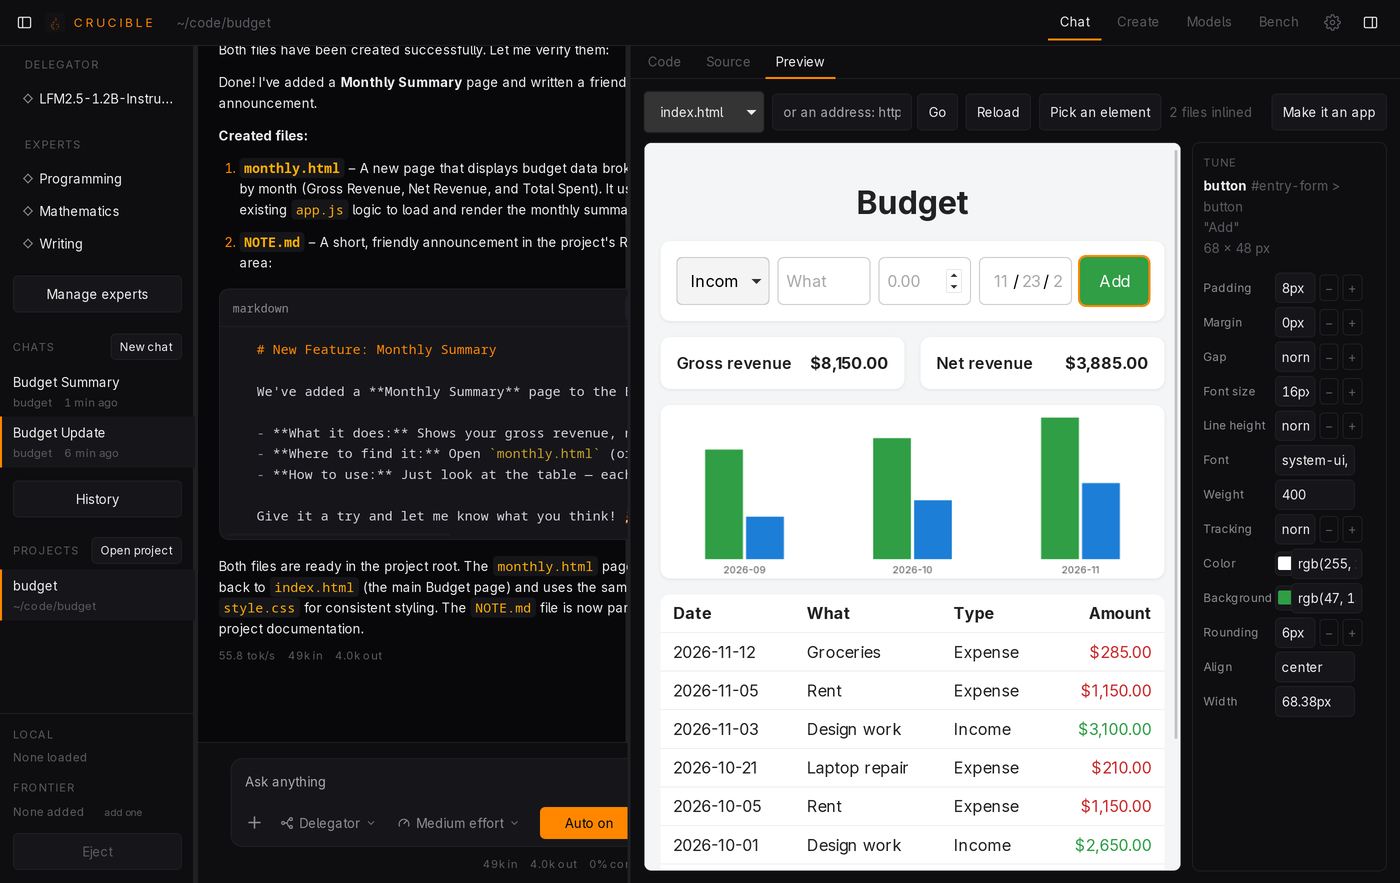 CRUCIBLE ~/code/budget Chat Create Models Bench
DELEGATOR
LFM2.5-1.2B-Instru...
EXPERTS
Programming
Mathematics
Writing
Manage experts
CHATS New chat
Budget Summary
budget 1 min ago
Budget Update
budget 6 min ago
History
PROJECTS Open project
budget
~/code/budget
LOCAL
None loaded
FRONTIER
None added add one
Eject
Both files have been created successfully. Let me verify them:
Done! I've added a Monthly Summary page and written a friend
announcement.
Created files:
1. monthly.html – A new page that displays budget data brok
by month (Gross Revenue, Net Revenue, and Total Spent). It us
existing app.js logic to load and render the monthly summa
2. NOTE.md – A short, friendly announcement in the project's R
area:
markdown
# New Feature: Monthly Summary
We've added a **Monthly Summary** page to the
- **What it does:** Shows your gross revenue,
- **Where to find it:** Open `monthly.html`
- **How to use:** Just look at the table — each
Give it a try and let me know what you think!
Both files are ready in the project root. The monthly.html page
back to index.html (the main Budget page) and uses the sam
style.css for consistent styling. The NOTE.md file is now par
project documentation.
55.8 tok/s 49k in 4.0k out
Ask anything
Delegator Medium effort Auto on
49k in 4.0k out 0% con
Code Source Preview
index.html or an address: http Go Reload Pick an element 2 files inlined Make it an app
Budget
Incom What 0.00 11 / 23 / 2 Add
Gross revenue $8,150.00 Net revenue $3,885.00
2026-09 2026-10 2026-11
Date What Type Amount
2026-11-12 Groceries Expense $285.00
2026-11-05 Rent Expense $1,150.00
2026-11-03 Design work Income $3,100.00
2026-10-21 Laptop repair Expense $210.00
2026-10-05 Rent Expense $1,150.00
2026-10-01 Design work Income $2,650.00
TUNE
button #entry-form >
button
"Add"
68 × 48 px
Padding 8px − +
Margin 0px − +
Gap norn − +
Font size 16px − +
Line height norn − +
Font system-ui,
Weight 400
Tracking norn − +
Color rgb(255,
Background rgb(47, 1
Rounding 6px − +
Align center
Width 68.38px